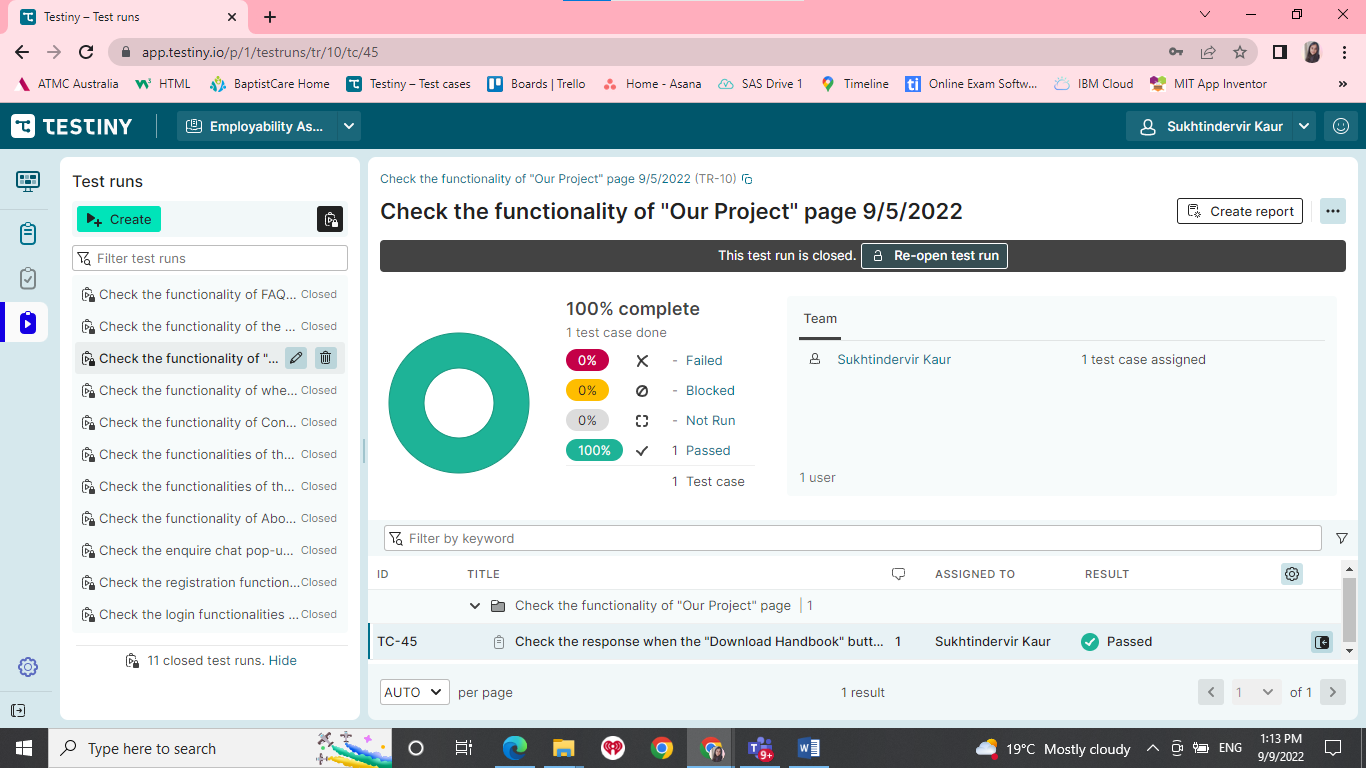 Testiny – Test runs
app.testiny.io/p/1/testruns/tr/10/tc/45
ATMC Australia
HTML
BaptistCare Home
Testiny – Test cases
Boards | Trello
Home - Asana
SAS Drive 1
Timeline
Online Exam Softw...
IBM Cloud
MIT App Inventor
»
TESTINY
Employability As...
Sukhtindervir Kaur
Test runs
Create
Filter test runs
Check the functionality of FAQ... Closed
Check the functionality of the ... Closed
Check the functionality of "...
Check the functionality of whe... Closed
Check the functionality of Con... Closed
Check the functionalities of th... Closed
Check the functionalities of th... Closed
Check the functionality of Abo... Closed
Check the enquire chat pop-u... Closed
Check the registration function... Closed
Check the login functionalities ... Closed
11 closed test runs. Hide
Check the functionality of "Our Project" page 9/5/2022 (TR-10)
Check the functionality of "Our Project" page 9/5/2022
Create report
This test run is closed. Re-open test run
100% complete
1 test case done
0% - Failed
0% - Blocked
0% - Not Run
100% 1 Passed
1 Test case
Team
Sukhtindervir Kaur 1 test case assigned
1 user
Filter by keyword
ID TITLE ASSIGNED TO RESULT
Check the functionality of "Our Project" page | 1
TC-45 Check the response when the "Download Handbook" butt... 1 Sukhtindervir Kaur Passed
AUTO per page 1 result 1 of 1
Type here to search
9+
19°C Mostly cloudy
ENG
1:13 PM
9/9/2022